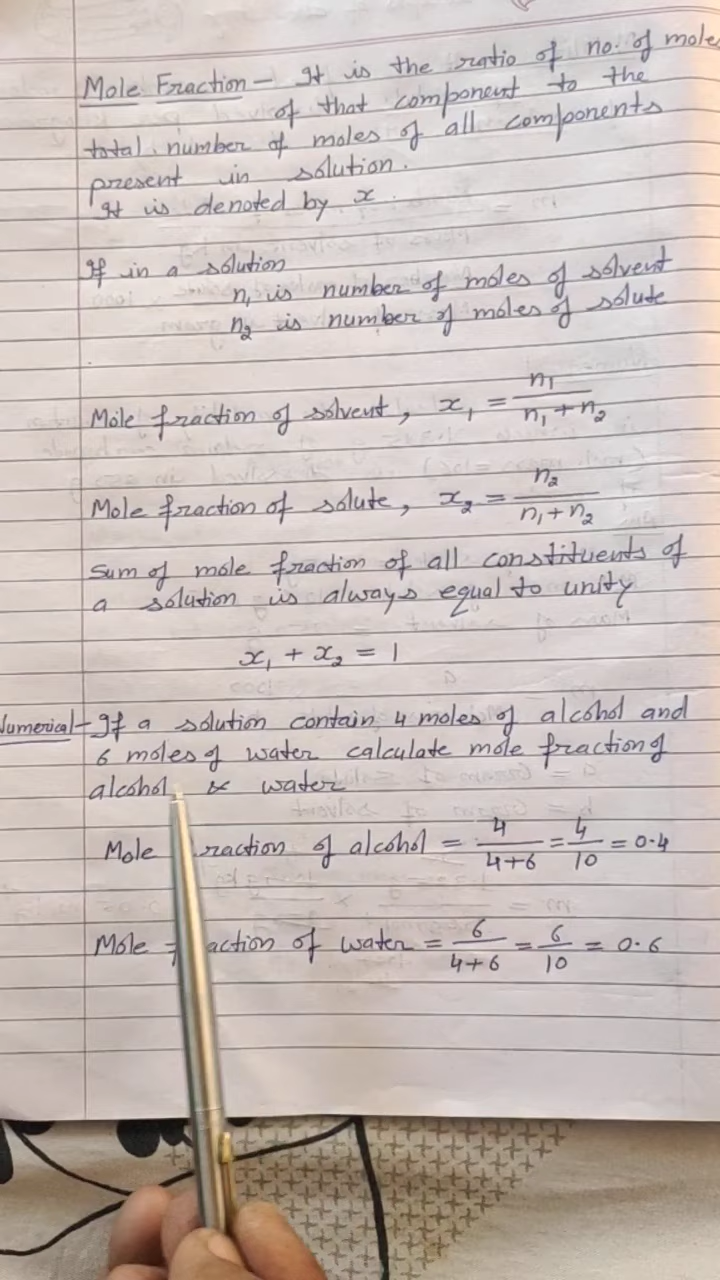 Mole Fraction - It is the ratio of no. of moles
of that component to the
total number of moles of all components
present in solution.
It is denoted by x.
If in a solution
n₁ is number of moles of solvent
n₂ is number of moles of solute
Mole fraction of solvent, x₁ = n₁/(n₁+n₂)
Mole fraction of solute, x₂ = n₂/(n₁+n₂)
Sum of mole fraction of all constituents of
a solution is always equal to unity
x₁ + x₂ = 1
Numerical - If a solution contain 4 moles of alcohol and
6 moles of water calculate mole fraction of
alcohol & water
Mole raction of alcohol = 4/(4+6) = 4/10 = 0.4
Mole action of water = 6/(4+6) = 6/10 = 0.6